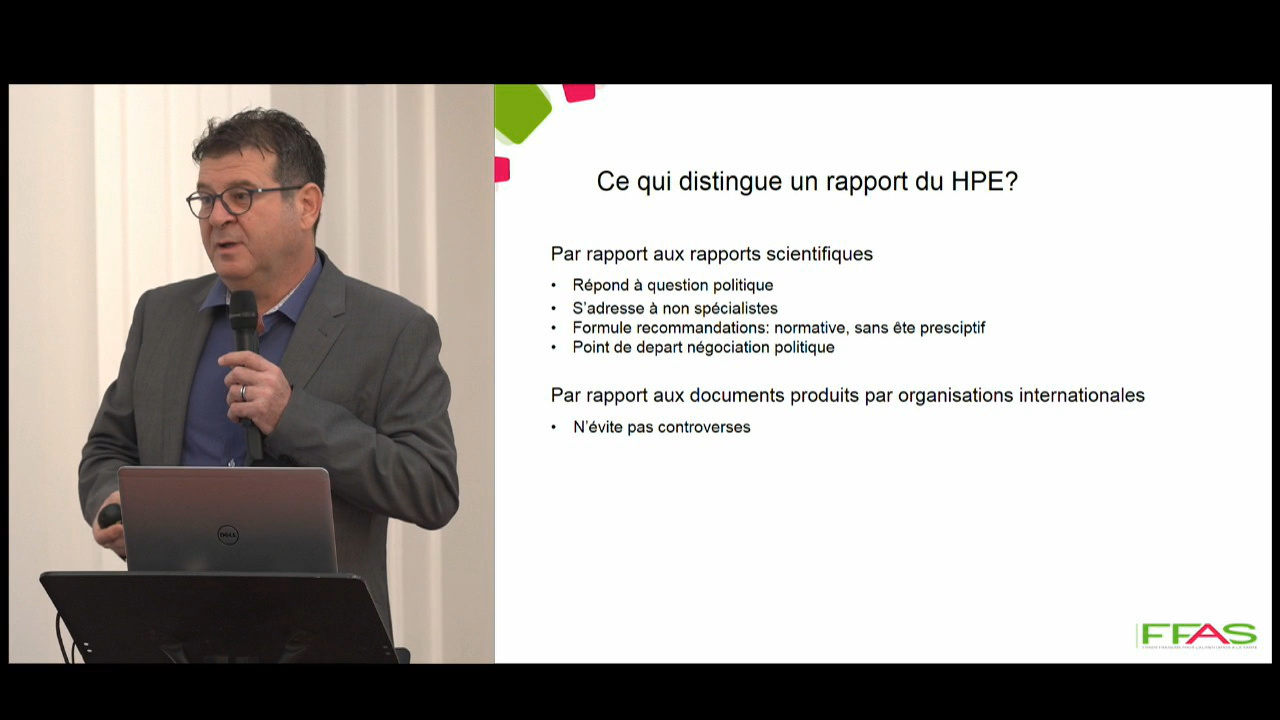 Ce qui distingue un rapport du HPE?
Par rapport aux rapports scientifiques
• Répond à question politique
• S'adresse à non spécialistes
• Formule recommandations: normative, sans ête presciptif
• Point de depart négociation politique
Par rapport aux documents produits par organisations internationales
• N'évite pas controverses
DELL
FFAS